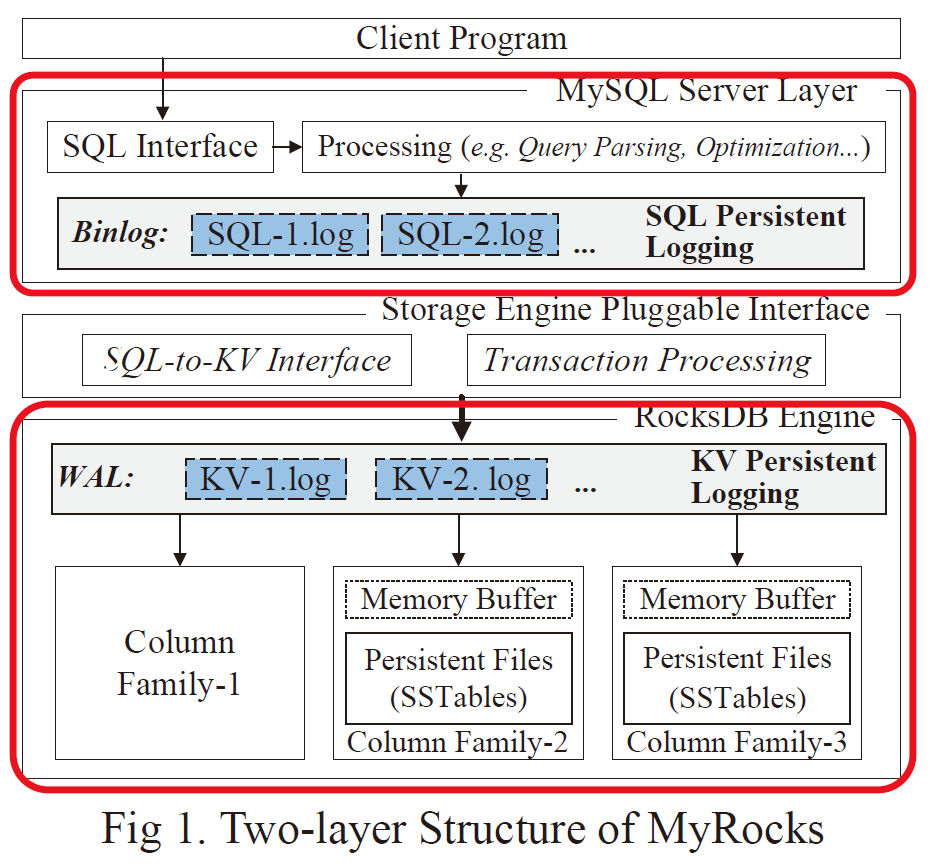 Client Program
MySQL Server Layer
SQL Interface
Processing (e.g. Query Parsing, Optimization...)
Binlog:
SQL-1.log
SQL-2.log
...
SQL Persistent
Logging
Storage Engine Pluggable Interface
SQL-to-KV Interface
Transaction Processing
RocksDB Engine
WAL:
KV-1.log
KV-2. log
...
KV Persistent
Logging
Column
Family-1
Memory Buffer
Persistent Files
(SSTables)
Column Family-2
Memory Buffer
Persistent Files
(SSTables)
Column Family-3
Fig 1. Two-layer Structure of MyRocks